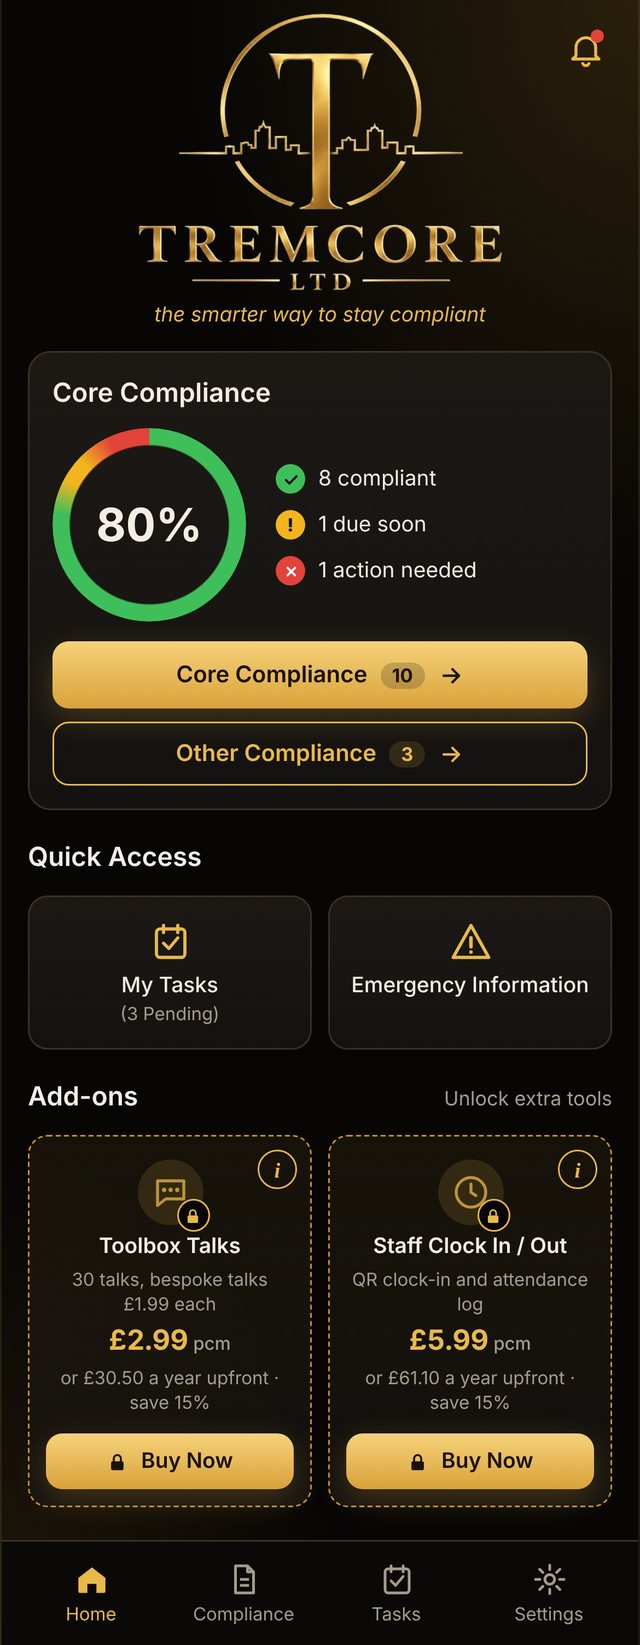 T
TREMCORE
LTD
the smarter way to stay compliant
Core Compliance
80%
8 compliant
1 due soon
1 action needed
Core Compliance 10 →
Other Compliance 3 →
Quick Access
My Tasks
(3 Pending)
Emergency Information
Add-ons
Unlock extra tools
i
Toolbox Talks
30 talks, bespoke talks
£1.99 each
£2.99 pcm
or £30.50 a year upfront ·
save 15%
Buy Now
i
Staff Clock In / Out
QR clock-in and attendance
log
£5.99 pcm
or £61.10 a year upfront ·
save 15%
Buy Now
Home
Compliance
Tasks
Settings